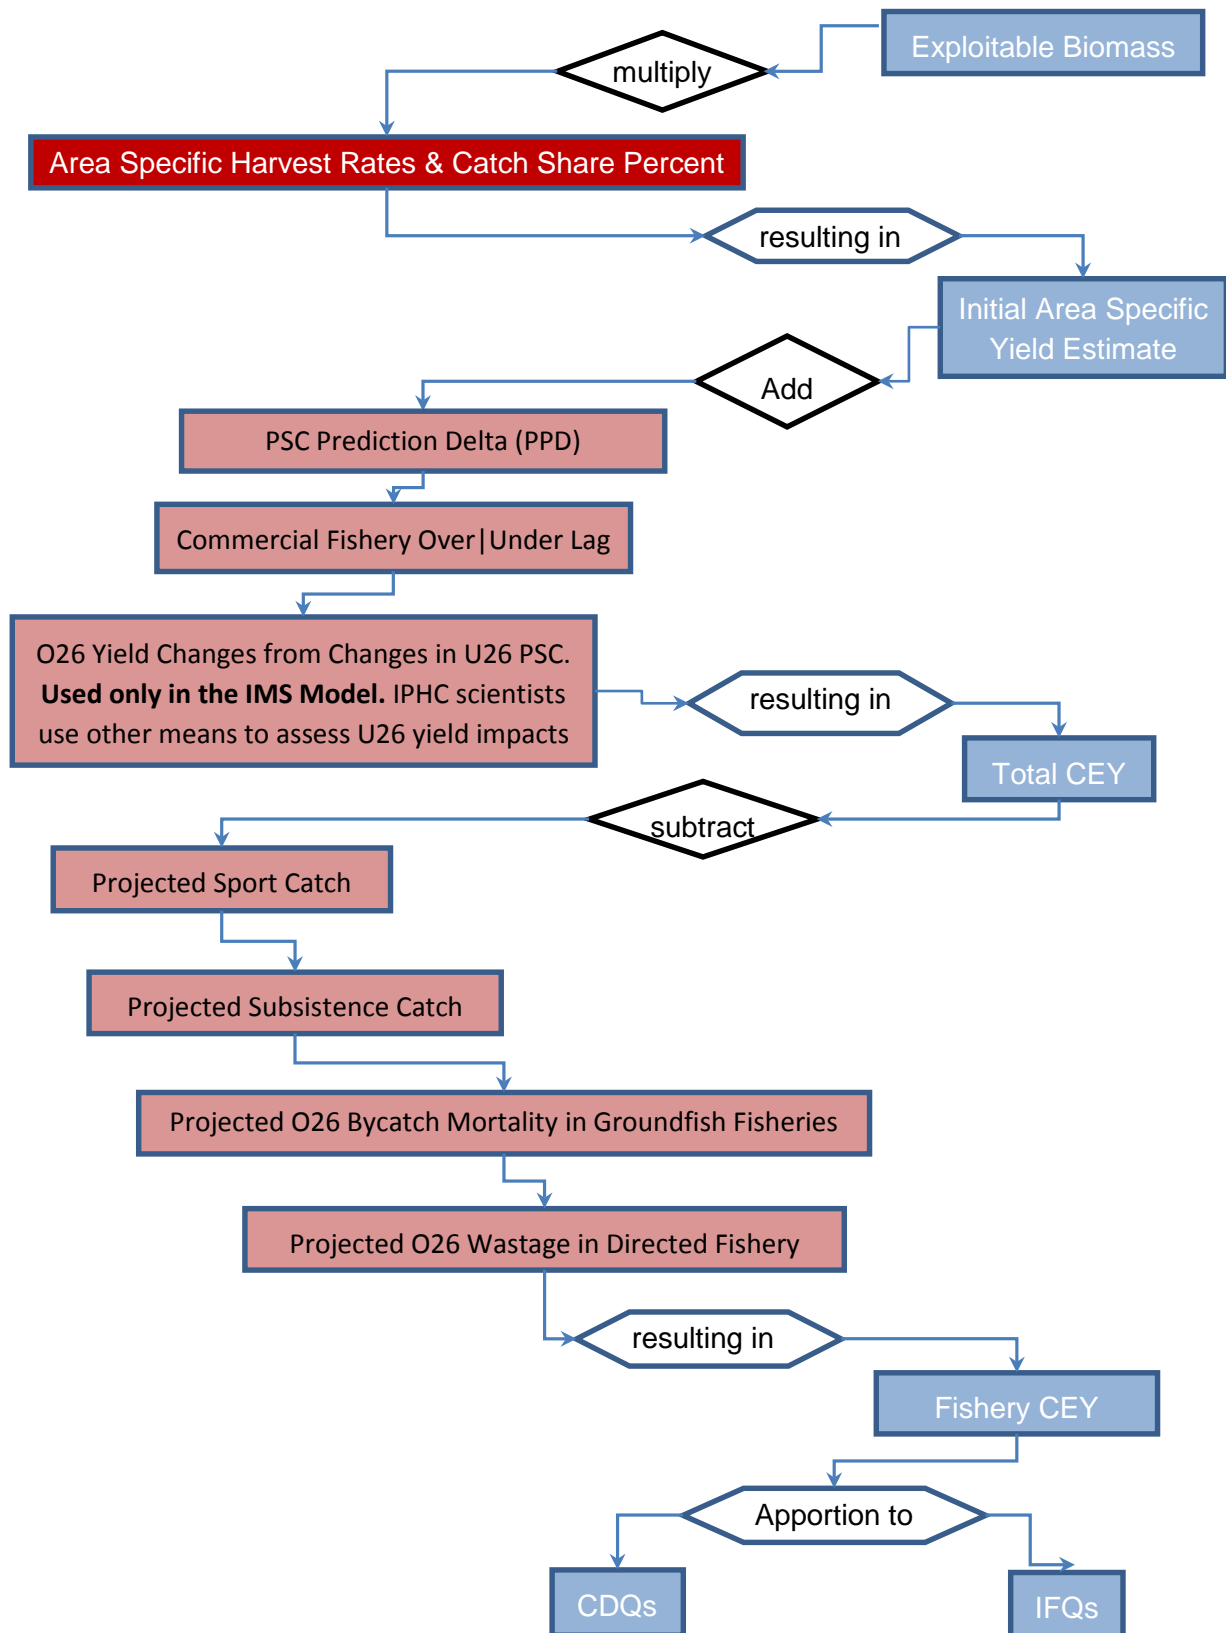 Exploitable Biomass
multiply
Area Specific Harvest Rates & Catch Share Percent
resulting in
Initial Area Specific
Yield Estimate
Add
PSC Prediction Delta (PPD)
Commercial Fishery Over|Under Lag
O26 Yield Changes from Changes in U26 PSC.
Used only in the IMS Model. IPHC scientists
use other means to assess U26 yield impacts
resulting in
Total CEY
subtract
Projected Sport Catch
Projected Subsistence Catch
Projected O26 Bycatch Mortality in Groundfish Fisheries
Projected O26 Wastage in Directed Fishery
resulting in
Fishery CEY
Apportion to
CDQs
IFQs